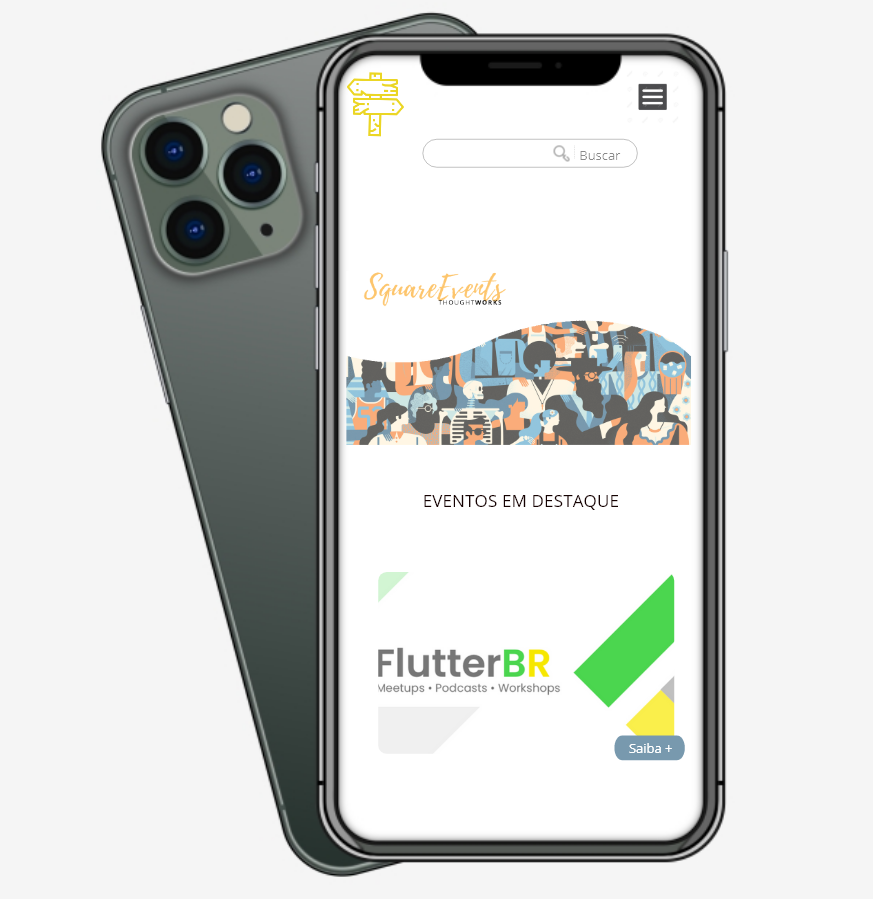 Buscar
SquareEvents
THOUGHTWORKS
EVENTOS EM DESTAQUE
FlutterBR
Meetups • Podcasts • Workshops
Saiba +